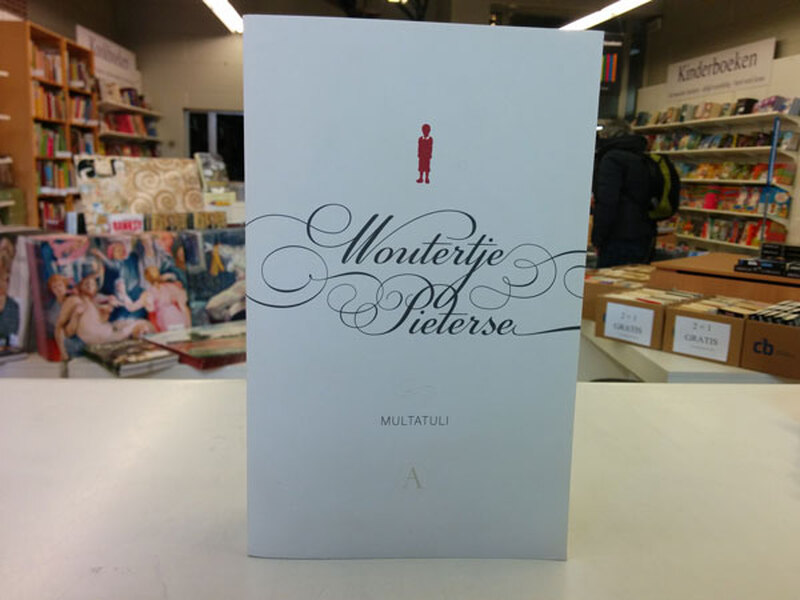 Kinderboeken
Woutertje
Pieterse
MULTATULI
A
2=1
GRATIS
2=1
GRATIS
cb